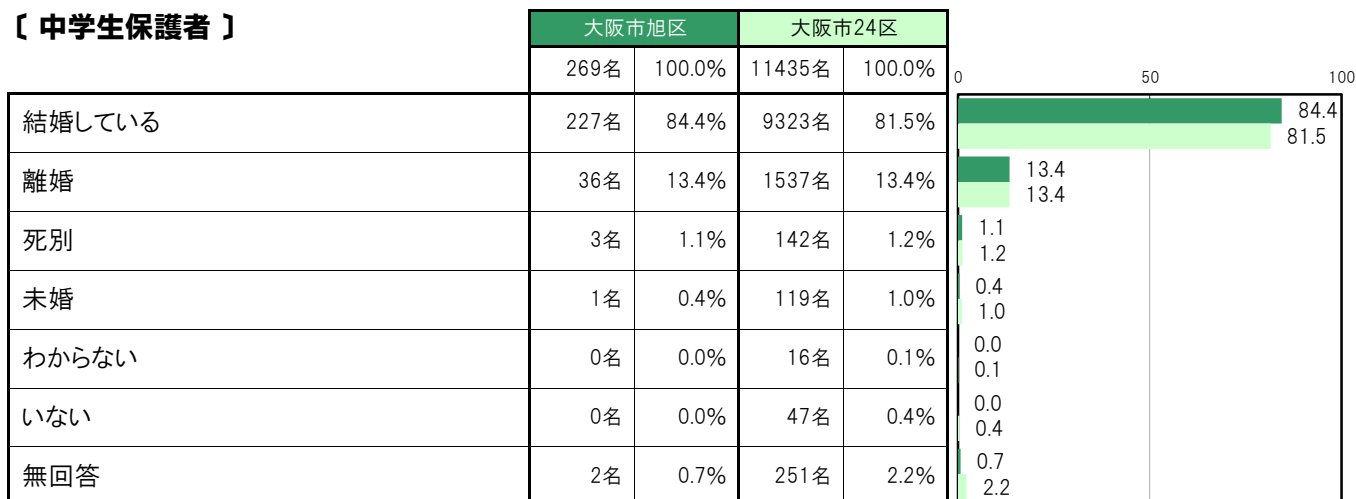 〔 中学生保護者 〕
大阪市旭区 大阪市24区
269名 100.0% 11435名 100.0%
0 50 100
結婚している 227名 84.4% 9323名 81.5%
84.4
81.5
離婚 36名 13.4% 1537名 13.4%
13.4
13.4
死別 3名 1.1% 142名 1.2%
1.1
1.2
未婚 1名 0.4% 119名 1.0%
0.4
1.0
わからない 0名 0.0% 16名 0.1%
0.0
0.1
いない 0名 0.0% 47名 0.4%
0.0
0.4
無回答 2名 0.7% 251名 2.2%
0.7
2.2